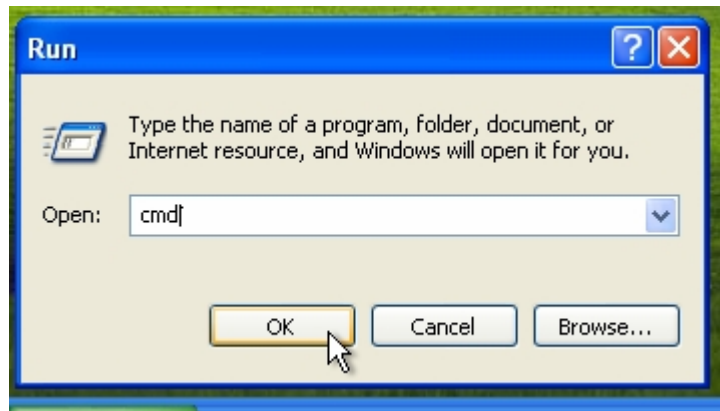 Run
Type the name of a program, folder, document, or
Internet resource, and Windows will open it for you.
Open: cmd
OK Cancel Browse...